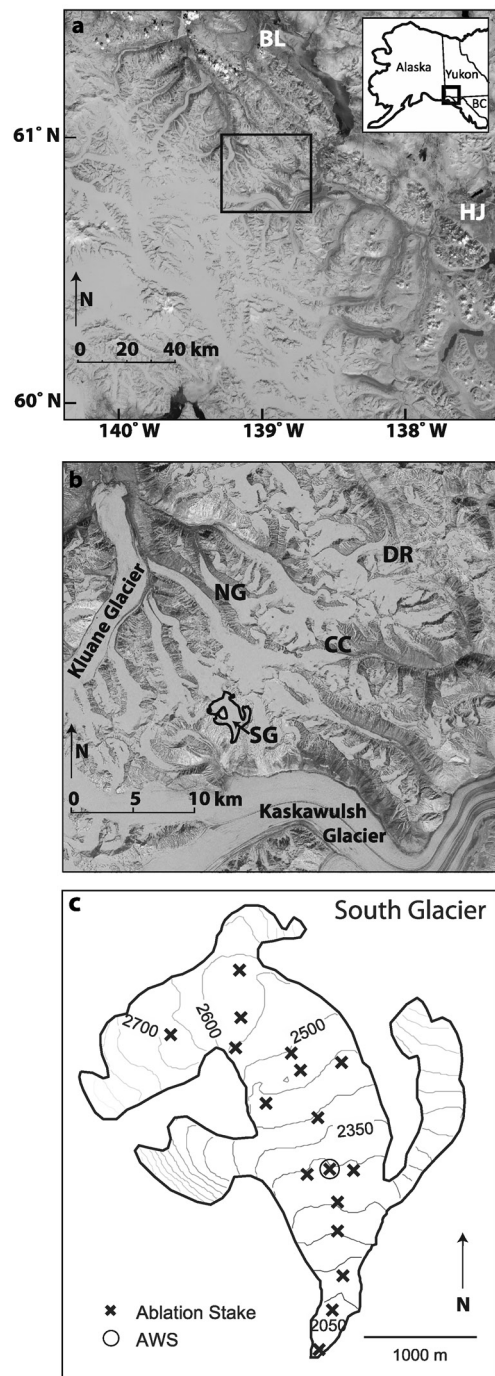 a
BL
Alaska
Yukon
BC
61° N
HJ
N
0 20 40 km
60° N
140° W 139° W 138° W
b
DR
NG
Kluane Glacier
CC
SG
N
0 5 10 km
Kaskawulsh
Glacier
c
South Glacier
2700
2600
2500
2350
2050
Ablation Stake
AWS
N
1000 m